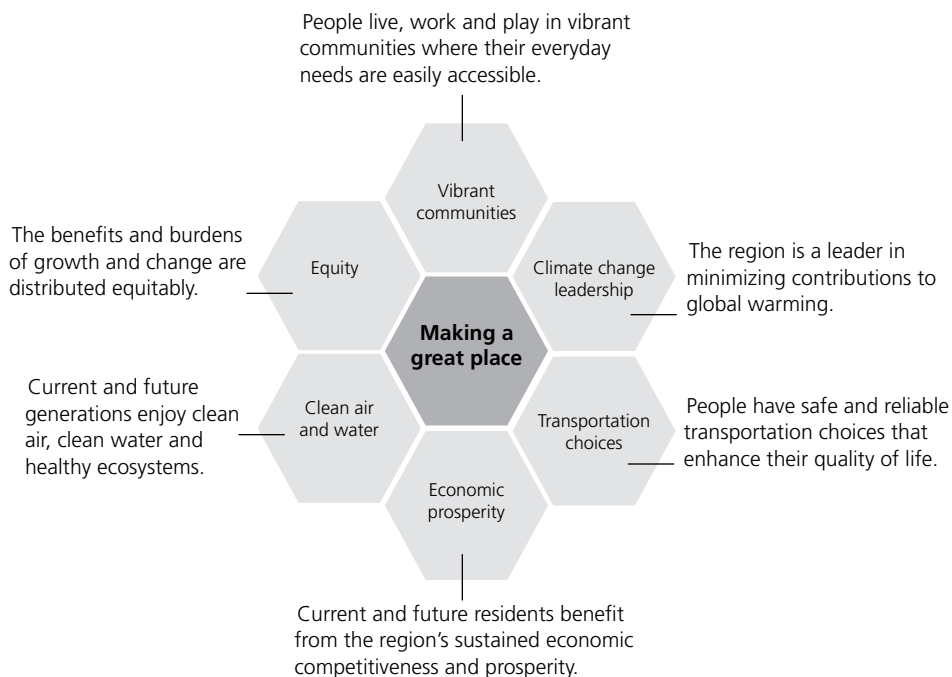 People live, work and play in vibrant
communities where their everyday
needs are easily accessible.
Vibrant
communities
The benefits and burdens
of growth and change are
distributed equitably.
Equity
Climate change
leadership
The region is a leader in
minimizing contributions to
global warming.
Making a
great place
Current and future
generations enjoy clean
air, clean water and
healthy ecosystems.
Clean air
and water
Transportation
choices
People have safe and reliable
transportation choices that
enhance their quality of life.
Economic
prosperity
Current and future residents benefit
from the region’s sustained economic
competitiveness and prosperity.